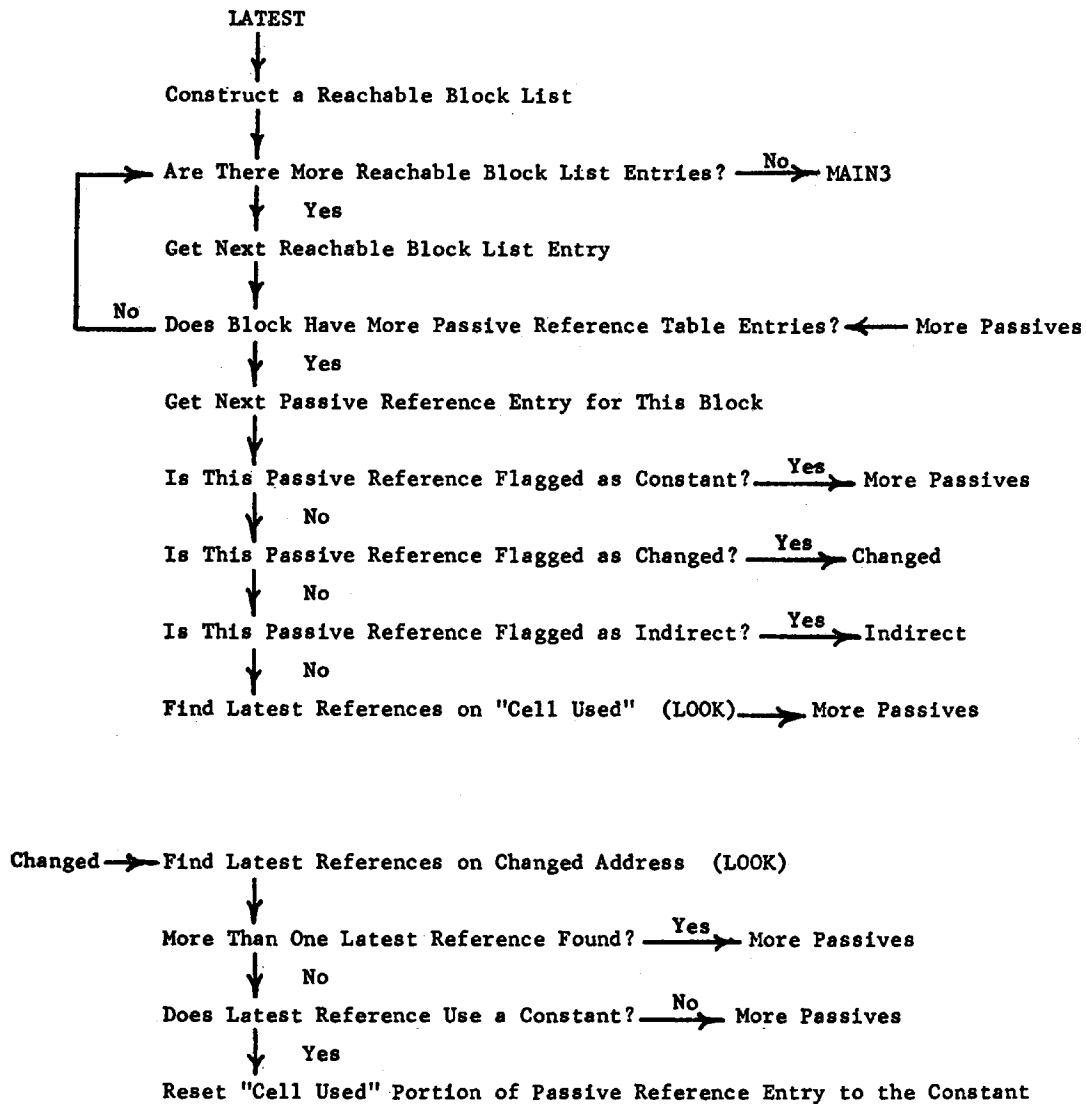 LATEST
Construct a Reachable Block List
Are There More Reachable Block List Entries? No MAIN3
Yes
Get Next Reachable Block List Entry
No Does Block Have More Passive Reference Table Entries? More Passives
Yes
Get Next Passive Reference Entry for This Block
Is This Passive Reference Flagged as Constant? Yes More Passives
No
Is This Passive Reference Flagged as Changed? Yes Changed
No
Is This Passive Reference Flagged as Indirect? Yes Indirect
No
Find Latest References on "Cell Used" (LOOK) More Passives
Changed Find Latest References on Changed Address (LOOK)
More Than One Latest Reference Found? Yes More Passives
No
Does Latest Reference Use a Constant? No More Passives
Yes
Reset "Cell Used" Portion of Passive Reference Entry to the Constant